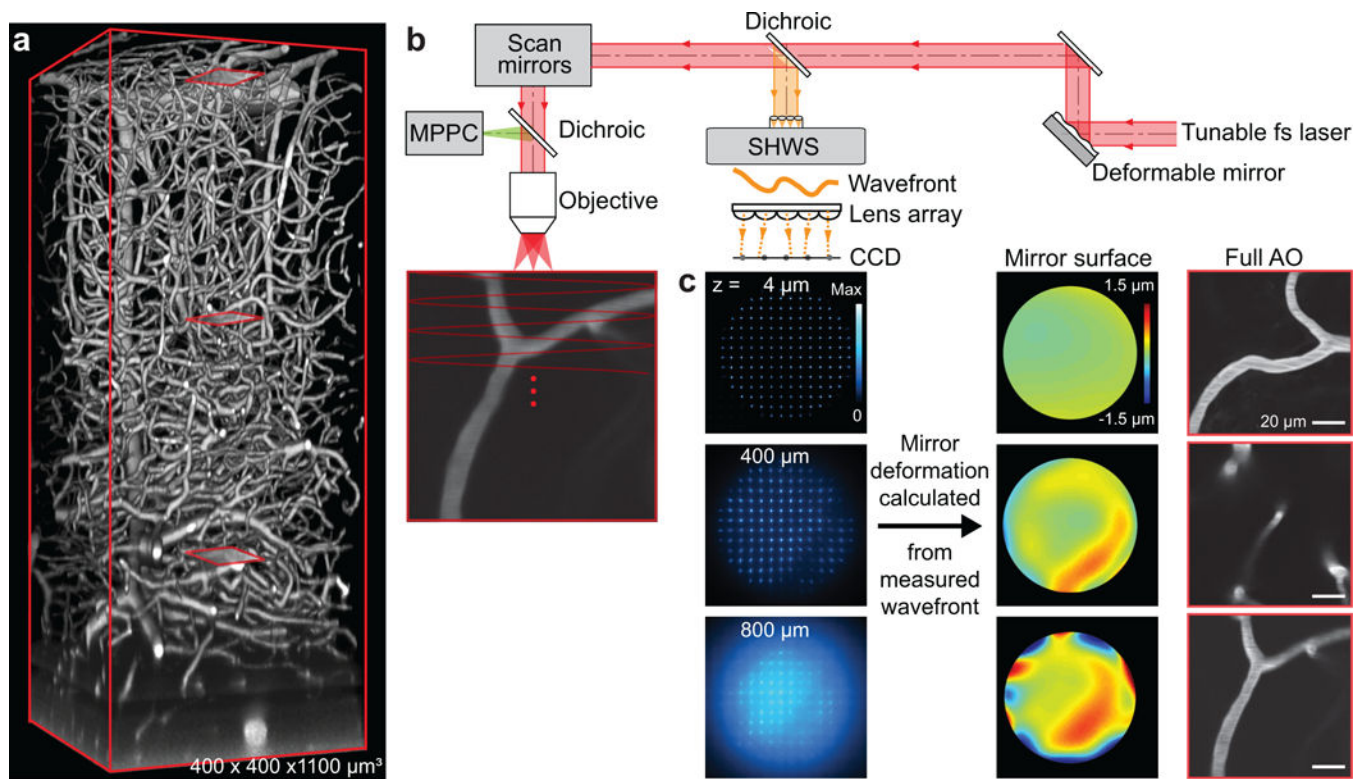 a
400 x 400 x1100 µm³
b
Scan
mirrors
Dichroic
MPPC
Dichroic
Objective
SHWS
Tunable fs laser
Deformable mirror
Wavefront
Lens array
CCD
c
z = 4 µm
Max
0
400 µm
800 µm
Mirror
deformation
calculated
from
measured
wavefront
Mirror surface
1.5 µm
-1.5 µm
Full AO
20 µm